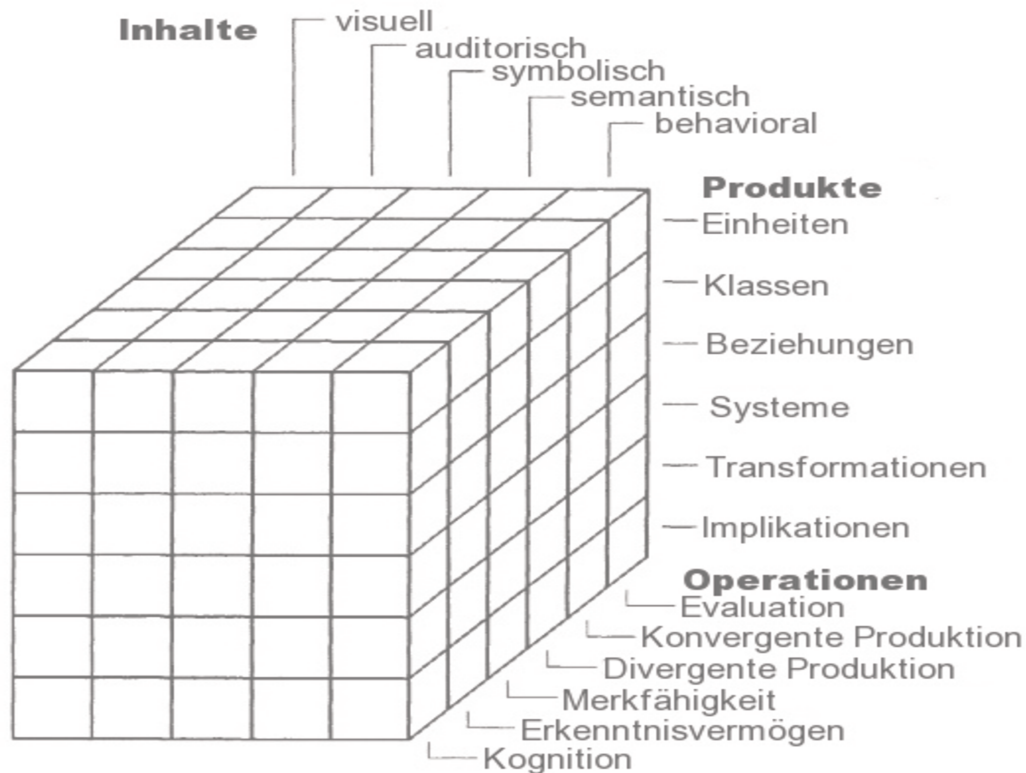 Inhalte
visuell
auditorisch
symbolisch
semantisch
behavioral
Produkte
Einheiten
Klassen
Beziehungen
Systeme
Transformationen
Implikationen
Operationen
Evaluation
Konvergente Produktion
Divergente Produktion
Merkfähigkeit
Erkenntnisvermögen
Kognition